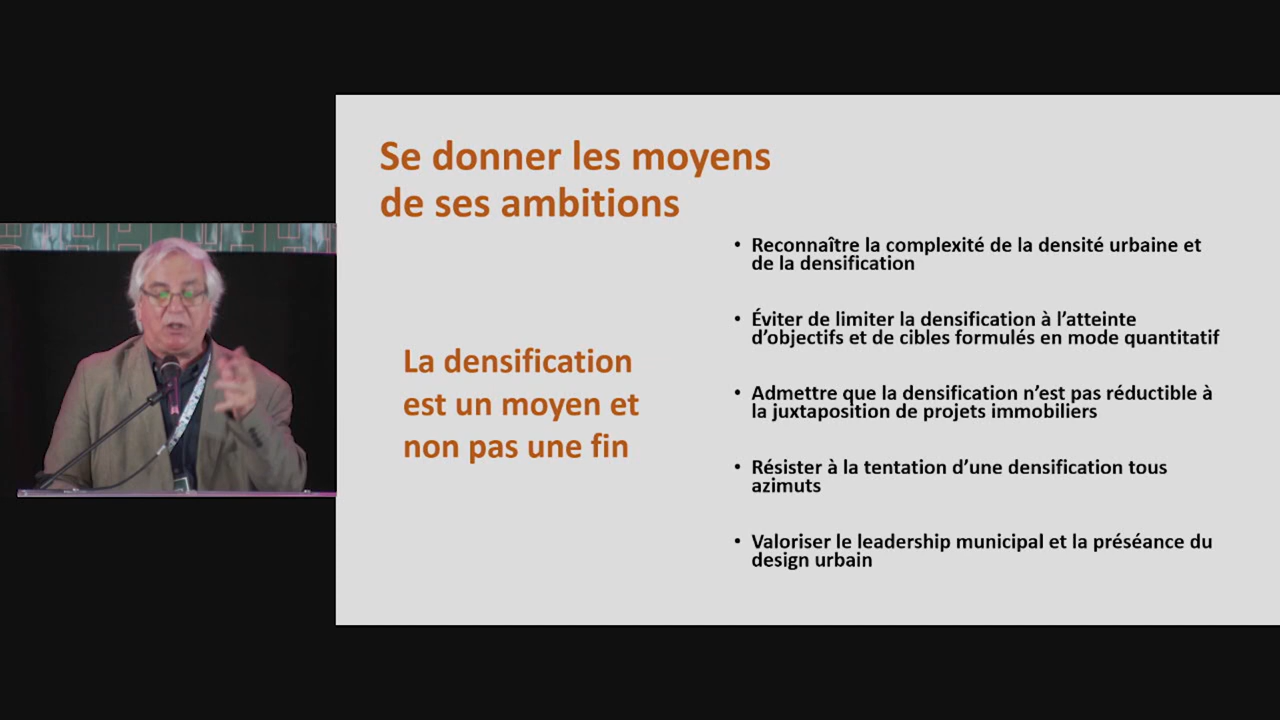 Se donner les moyens
de ses ambitions
La densification
est un moyen et
non pas une fin
• Reconnaître la complexité de la densité urbaine et
de la densification
• Éviter de limiter la densification à l’atteinte
d’objectifs et de cibles formulés en mode quantitatif
• Admettre que la densification n’est pas réductible à
la juxtaposition de projets immobiliers
• Résister à la tentation d’une densification tous
azimuts
• Valoriser le leadership municipal et la préséance du
design urbain